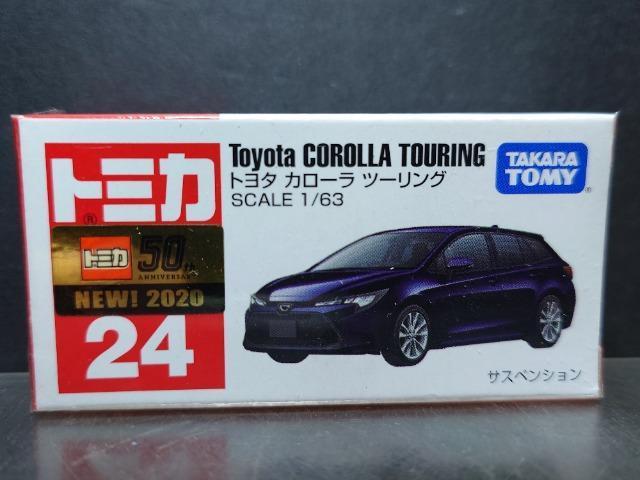 トミカ
®
トミカ 50th
ANNIVERSARY
NEW! 2020
24
Toyota COROLLA TOURING
トヨタ カローラ ツーリング
SCALE 1/63
TAKARA
TOMY
®
サスペンション